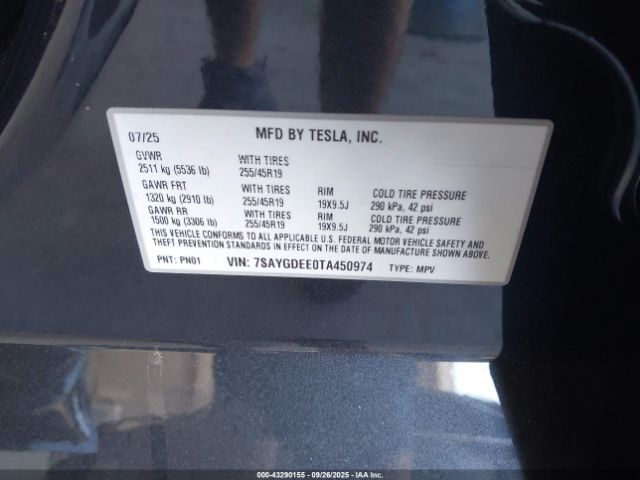 07/25 MFD BY TESLA, INC.
GVWR WITH TIRES
2511 kg (5536 lb) 255/45R19
GAWR FRT WITH TIRES RIM COLD TIRE PRESSURE
1320 kg (2910 lb) 255/45R19 19X9.5J 290 kPa, 42 psi
GAWR RR WITH TIRES RIM COLD TIRE PRESSURE
1500 kg (3306 lb) 255/45R19 19X9.5J 290 kPa, 42 psi
THIS VEHICLE CONFORMS TO ALL APPLICABLE U.S. FEDERAL MOTOR VEHICLE SAFETY AND
THEFT PREVENTION STANDARDS IN EFFECT ON THE DATE OF MANUFACTURE SHOWN ABOVE.
PNT: PN01 VIN: 7SAYGDEE0TA450974 TYPE: MPV
000-43290155 - 09/26/2025 - IAA Inc.